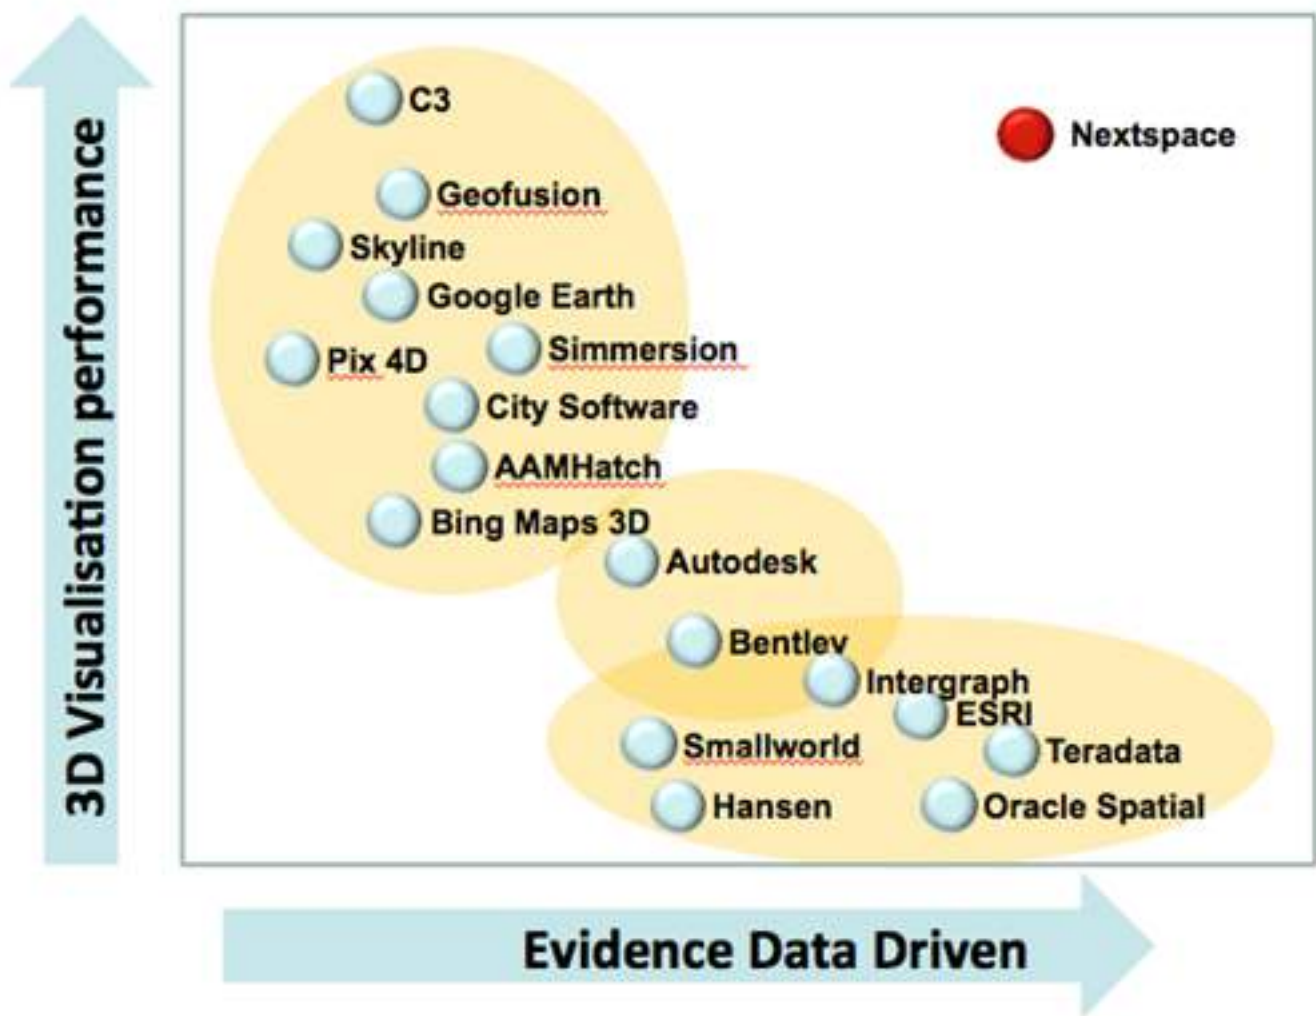 3D Visualisation performance
C3
Nextspace
Geofusion
Skyline
Google Earth
Simmersion
Pix 4D
City Software
AAMHatch
Bing Maps 3D
Autodesk
Bentley
Intergraph
ESRI
Smallworld
Teradata
Hansen
Oracle Spatial
Evidence Data Driven